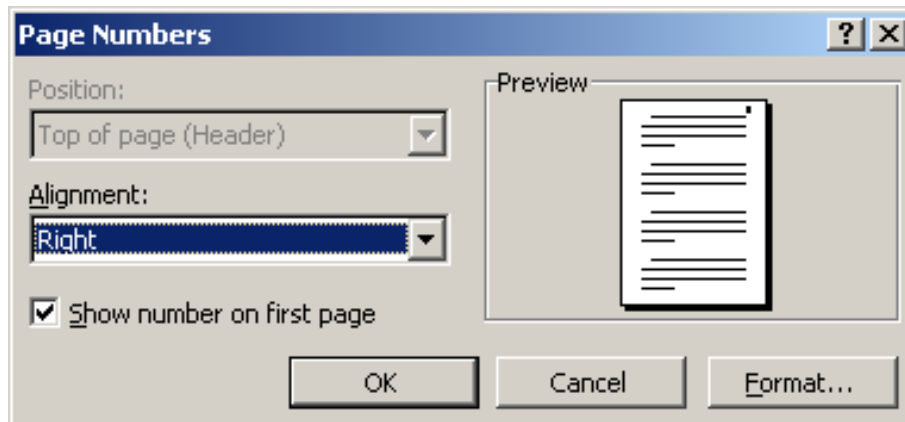 Page Numbers
Position:
Top of page (Header)
Alignment:
Right
Show number on first page
Preview
OK
Cancel
Format...